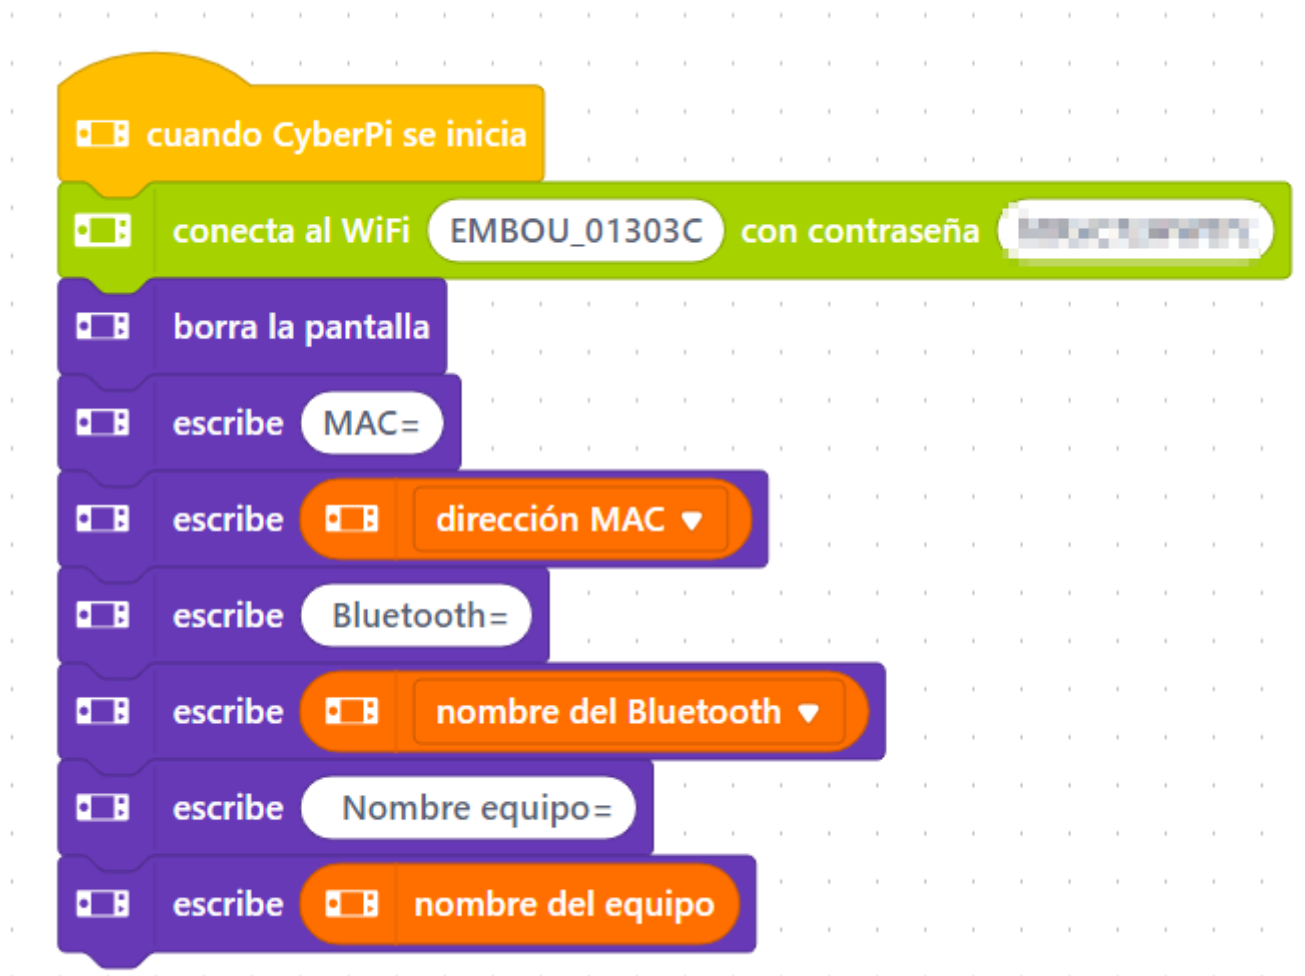 cuando CyberPi se inicia
conecta al WiFi EMBOU_01303C con contraseña
borra la pantalla
escribe MAC=
escribe dirección MAC
escribe Bluetooth=
escribe nombre del Bluetooth
escribe Nombre equipo=
escribe nombre del equipo